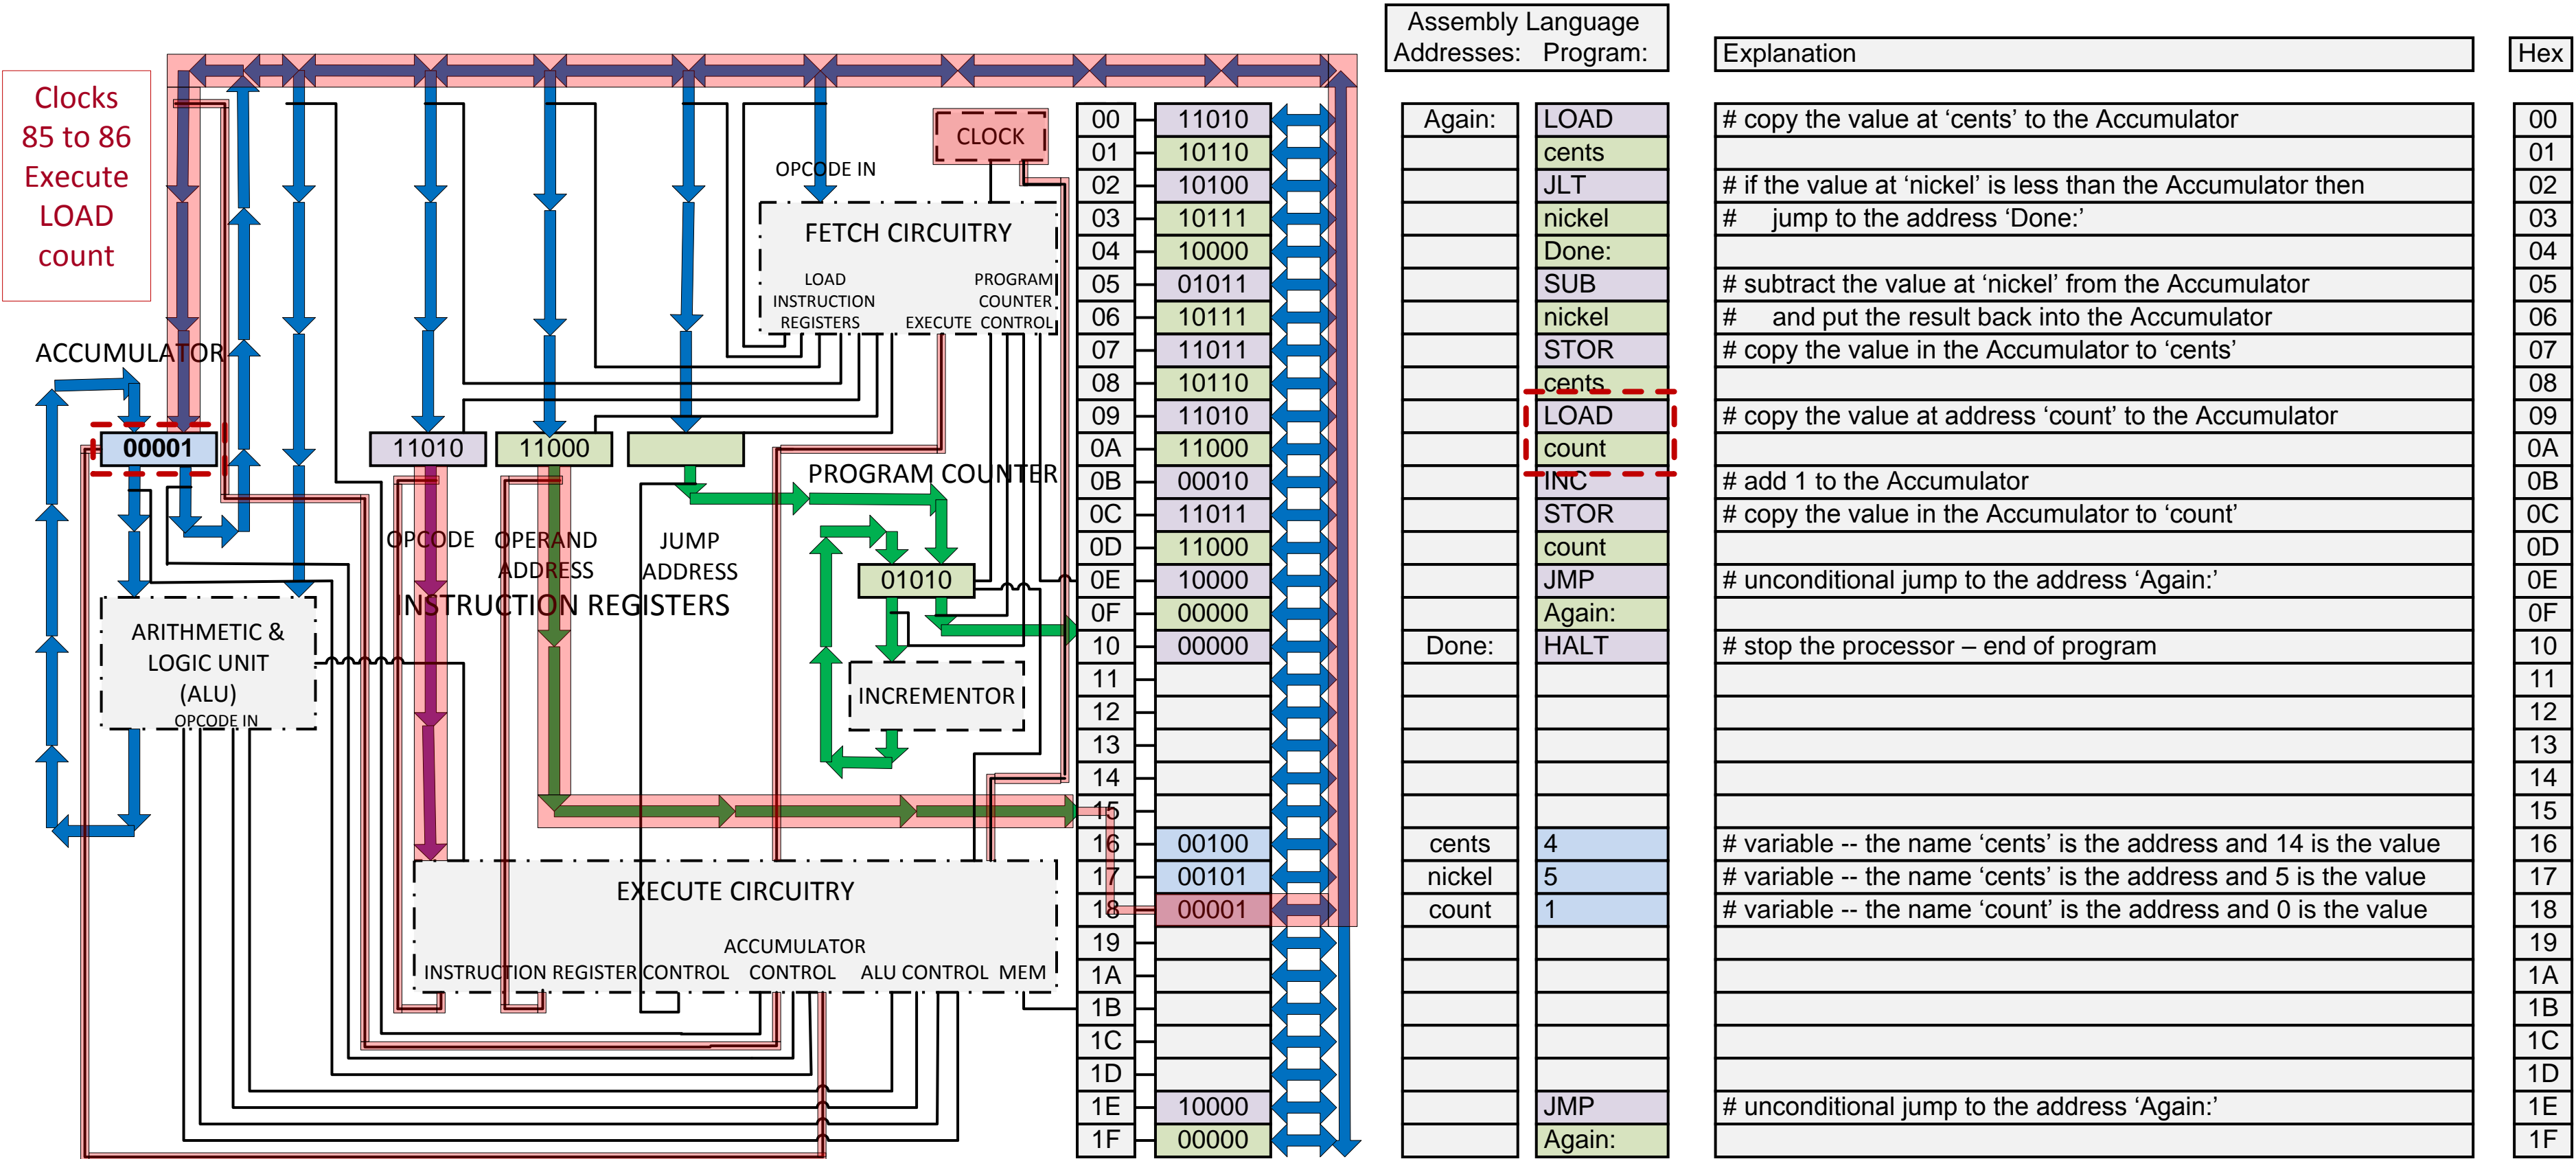 Assembly Language
Addresses: Program:
Explanation
Hex
Clocks
85 to 86
Execute
LOAD
count
CLOCK
OPCODE IN
FETCH CIRCUITRY
LOAD
INSTRUCTION
REGISTERS
EXECUTE
PROGRAM
COUNTER
CONTROL
ACCUMULATOR
00001
11010
11000
PROGRAM COUNTER
01010
INCREMENTOR
OPCODE
OPERAND
ADDRESS
JUMP
ADDRESS
INSTRUCTION REGISTERS
ARITHMETIC &
LOGIC UNIT
(ALU)
OPCODE IN
EXECUTE CIRCUITRY
INSTRUCTION REGISTER CONTROL
ACCUMULATOR
CONTROL
ALU CONTROL
MEM
00 11010 Again: LOAD # copy the value at ‘cents’ to the Accumulator 00
01 10110 cents 01
02 10100 JLT # if the value at ‘nickel’ is less than the Accumulator then 02
03 10111 nickel # jump to the address ‘Done:’ 03
04 10000 Done: 04
05 01011 SUB # subtract the value at ‘nickel’ from the Accumulator 05
06 10111 nickel # and put the result back into the Accumulator 06
07 11011 STOR # copy the value in the Accumulator to ‘cents’ 07
08 10110 cents 08
09 11010 LOAD # copy the value at address ‘count’ to the Accumulator 09
0A 11000 count 0A
0B 00010 INC # add 1 to the Accumulator 0B
0C 11011 STOR # copy the value in the Accumulator to ‘count’ 0C
0D 11000 count 0D
0E 10000 JMP # unconditional jump to the address ‘Again:’ 0E
0F 00000 Again: 0F
10 00000 Done: HALT # stop the processor – end of program 10
11 11
12 12
13 13
14 14
15 15
16 00100 cents 4 # variable -- the name ‘cents’ is the address and 14 is the value 16
17 00101 nickel 5 # variable -- the name ‘cents’ is the address and 5 is the value 17
18 00001 count 1 # variable -- the name ‘count’ is the address and 0 is the value 18
19 19
1A 1A
1B 1B
1C 1C
1D 1D
1E 10000 JMP # unconditional jump to the address ‘Again:’ 1E
1F 00000 Again: 1F